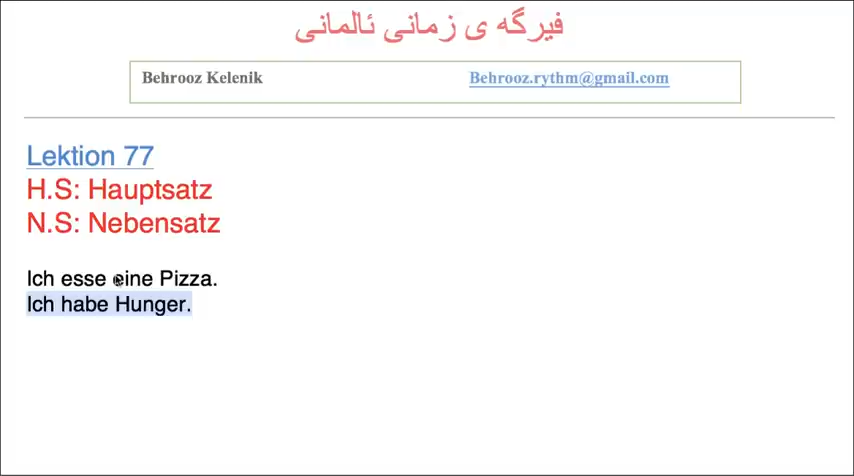 فیرگه ی زمانی ئالمانی
Behrooz Kelenik Behrooz.rythm@gmail.com
Lektion 77
H.S: Hauptsatz
N.S: Nebensatz
Ich esse eine Pizza.
Ich habe Hunger.